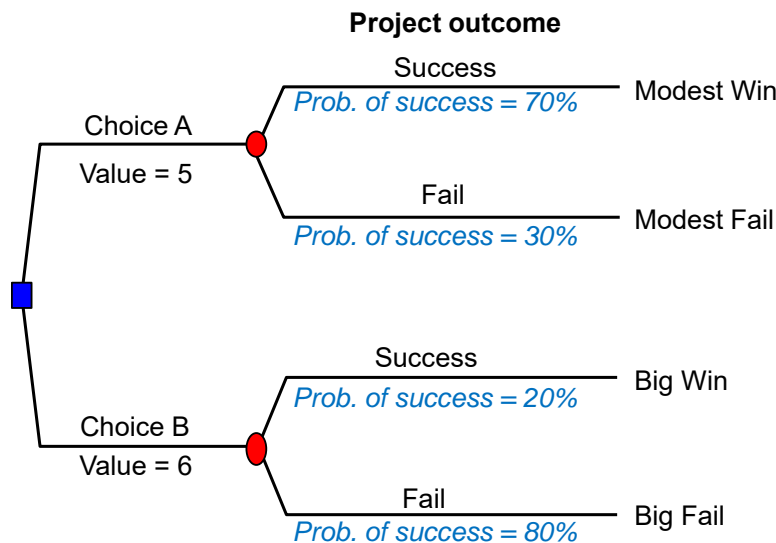 Project outcome
Success
Prob. of success = 70%
Modest Win
Choice A
Value = 5
Fail
Prob. of success = 30%
Modest Fail
Success
Prob. of success = 20%
Big Win
Choice B
Value = 6
Fail
Prob. of success = 80%
Big Fail